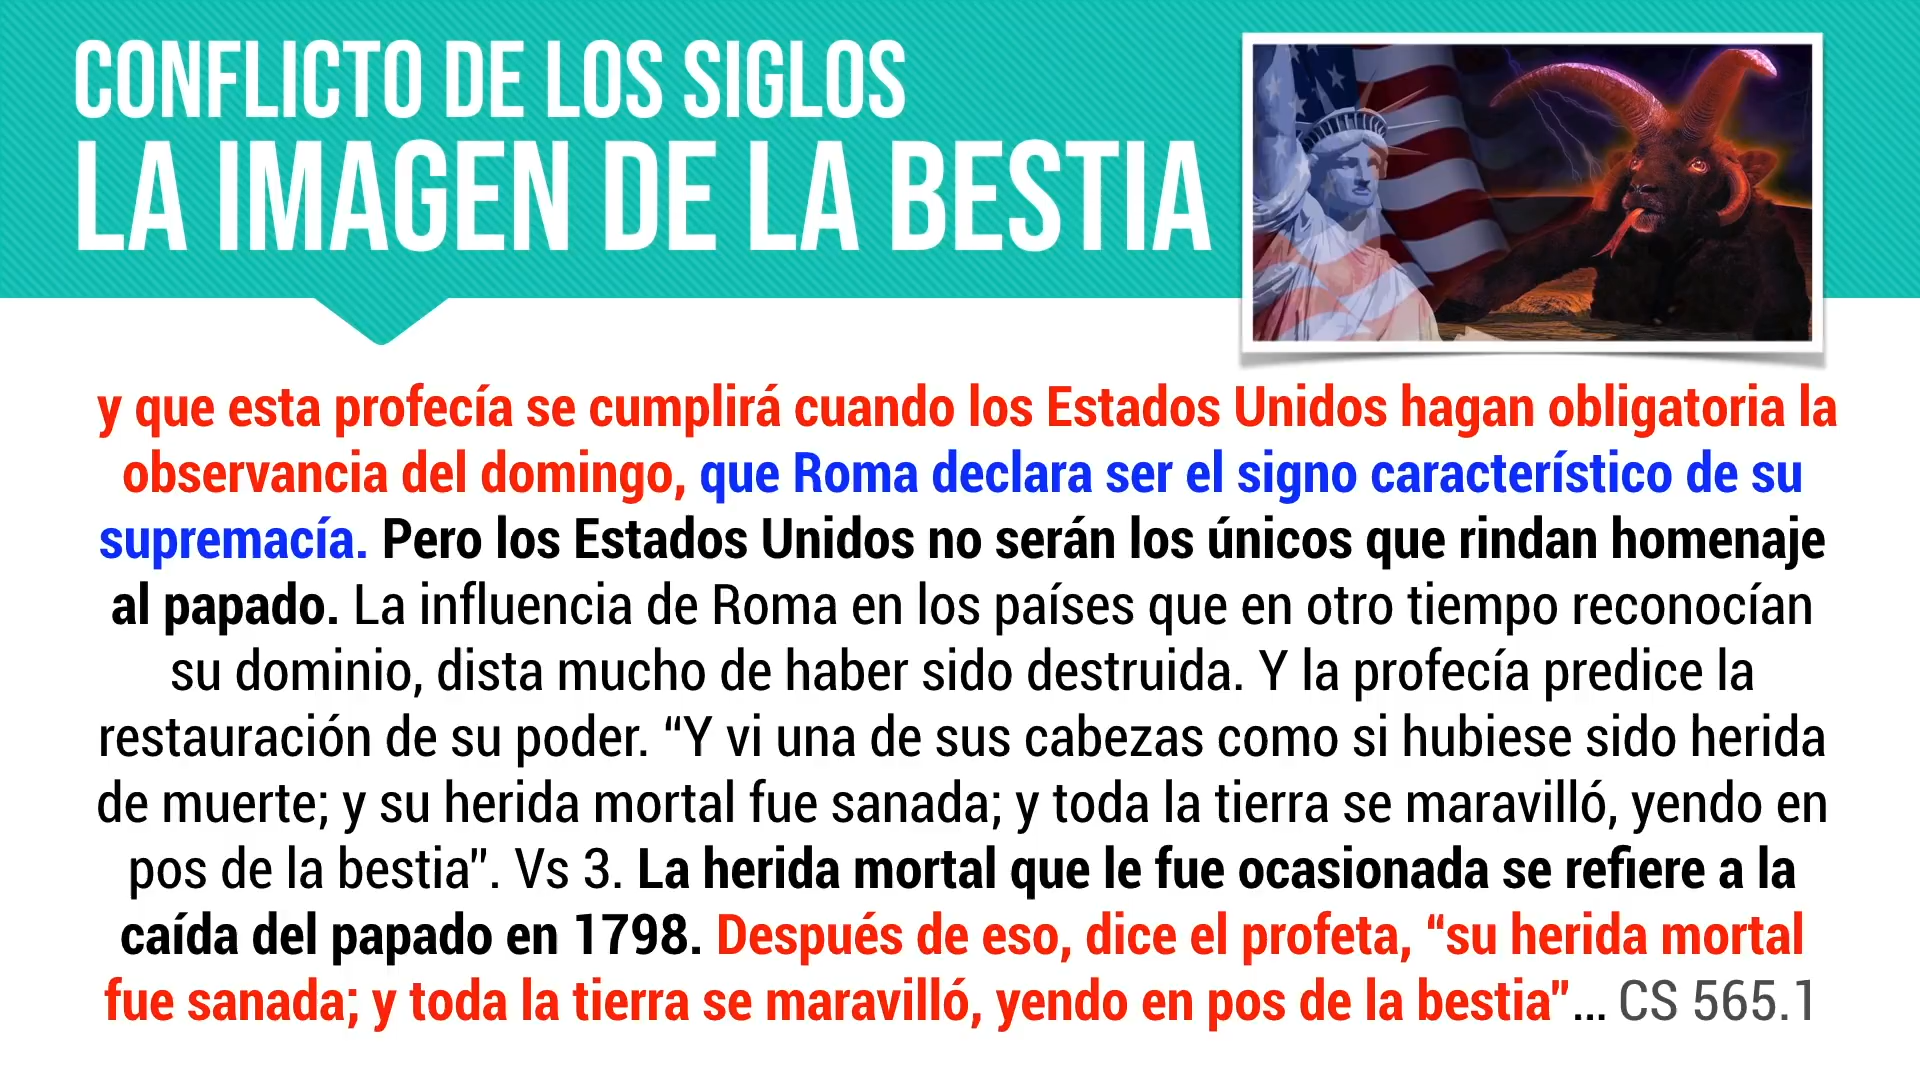 CONFLICTO DE LOS SIGLOS
LA IMAGEN DE LA BESTIA
y que esta profecía se cumplirá cuando los Estados Unidos hagan obligatoria la
observancia del domingo, que Roma declara ser el signo característico de su
supremacía. Pero los Estados Unidos no serán los únicos que rindan homenaje
al papado. La influencia de Roma en los países que en otro tiempo reconocían
su dominio, dista mucho de haber sido destruida. Y la profecía predice la
restauración de su poder. “Y vi una de sus cabezas como si hubiese sido herida
de muerte; y su herida mortal fue sanada; y toda la tierra se maravilló, yendo en
pos de la bestia”. Vs 3. La herida mortal que le fue ocasionada se refiere a la
caída del papado en 1798. Después de eso, dice el profeta, “su herida mortal
fue sanada; y toda la tierra se maravilló, yendo en pos de la bestia”... CS 565.1